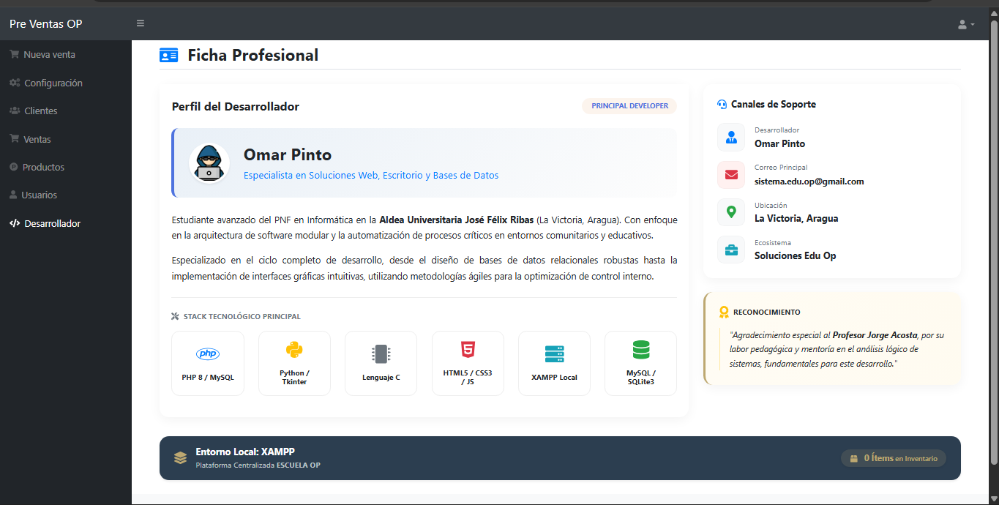 Pre Ventas OP
Nueva venta
Configuración
Clientes
Ventas
Productos
Usuarios
Desarrollador
Ficha Profesional
Perfil del Desarrollador
PRINCIPAL DEVELOPER
Omar Pinto
Especialista en Soluciones Web, Escritorio y Bases de Datos
Estudiante avanzado del PNF en Informática en la Aldea Universitaria José Félix Ribas (La Victoria, Aragua). Con enfoque
en la arquitectura de software modular y la automatización de procesos críticos en entornos comunitarios y educativos.
Especializado en el ciclo completo de desarrollo, desde el diseño de bases de datos relacionales robustas hasta la
implementación de interfaces gráficas intuitivas, utilizando metodologías ágiles para la optimización de control interno.
STACK TECNOLÓGICO PRINCIPAL
php
PHP 8 / MySQL
Python /
Tkinter
Lenguaje C
5
HTML5 / CSS3
/ JS
XAMPP Local
MySQL /
SQLite3
Canales de Soporte
Desarrollador
Omar Pinto
Correo Principal
sistema.edu.op@gmail.com
Ubicación
La Victoria, Aragua
Ecosistema
Soluciones Edu Op
RECONOCIMIENTO
"Agradecimiento especial al Profesor Jorge Acosta, por su
labor pedagógica y mentoría en el análisis lógico de
sistemas, fundamentales para este desarrollo."
Entorno Local: XAMPP
Plataforma Centralizada ESCUELA OP
0 Ítems en Inventario